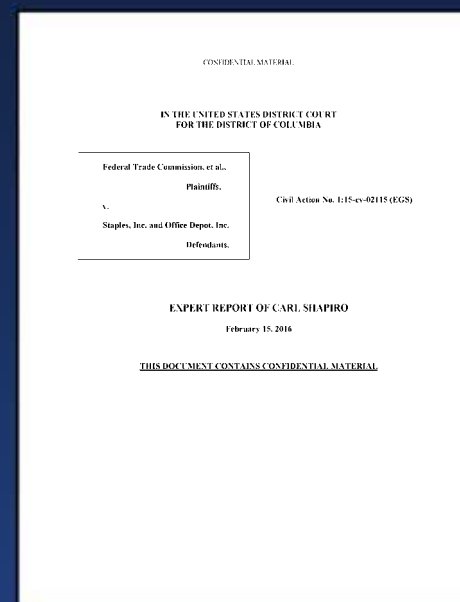 CONFIDENTIAL MATERIAL
IN THE UNITED STATES DISTRICT COURT
FOR THE DISTRICT OF COLUMBIA
Federal Trade Commission, et al.,
Plaintiffs,
v.
Staples, Inc. and Office Depot, Inc.
Defendants.
Civil Action No. 1:15-cv-02115 (EGS)
EXPERT REPORT OF CARL SHAPIRO
February 15, 2016
THIS DOCUMENT CONTAINS CONFIDENTIAL MATERIAL